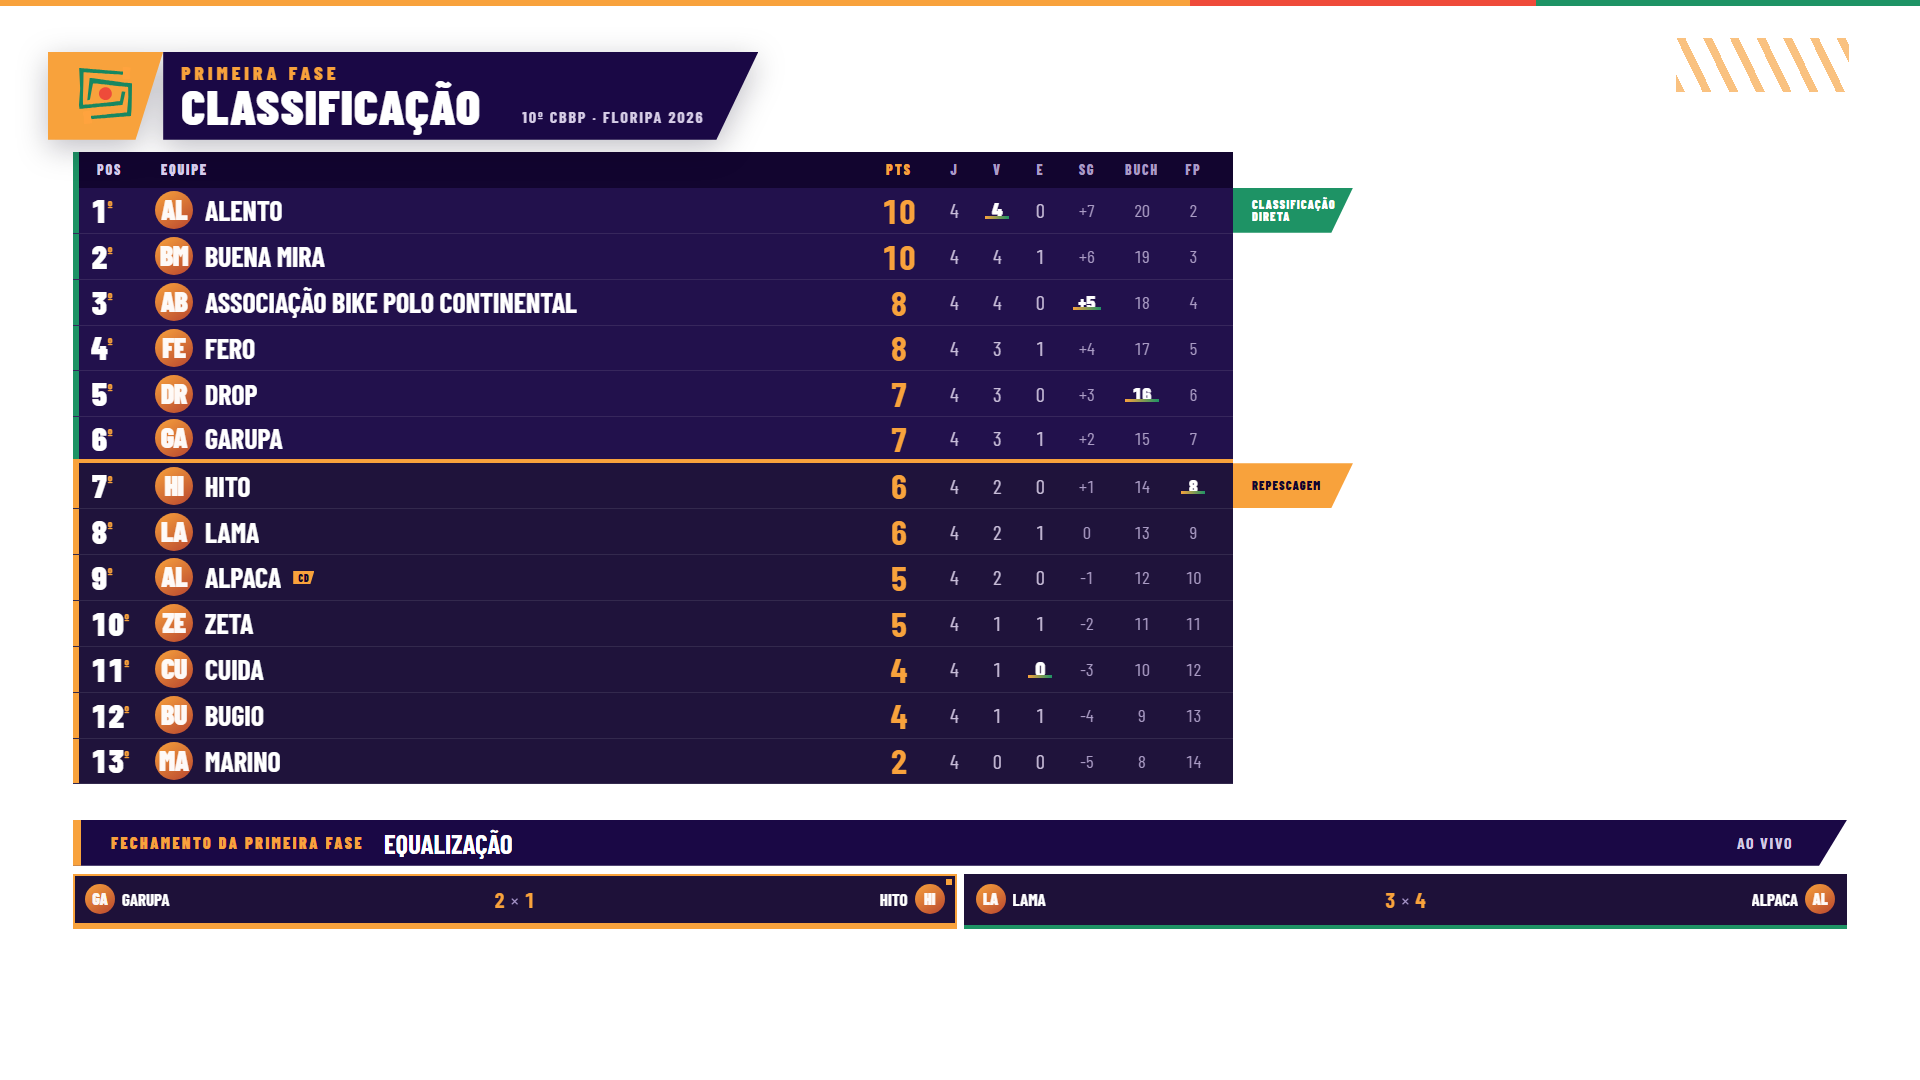 PRIMEIRA FASE
CLASSIFICAÇÃO
10º CBBP · FLORIPA 2026
POS EQUIPE PTS J V E SG BUCH FP
1º AL ALENTO 10 4 4 0 +7 20 2
CLASSIFICAÇÃO
DIRETA
2º BM BUENA MIRA 10 4 4 1 +6 19 3
3º AB ASSOCIAÇÃO BIKE POLO CONTINENTAL 8 4 4 0 +5 18 4
4º FE FERO 8 4 3 1 +4 17 5
5º DR DROP 7 4 3 0 +3 16 6
6º GA GARUPA 7 4 3 1 +2 15 7
7º HI HITO 6 4 2 0 +1 14 8
REPESCAGEM
8º LA LAMA 6 4 2 1 0 13 9
9º AL ALPACA CD 5 4 2 0 -1 12 10
10º ZE ZETA 5 4 1 1 -2 11 11
11º CU CUIDA 4 4 1 0 -3 10 12
12º BU BUGIO 4 4 1 1 -4 9 13
13º MA MARINO 2 4 0 0 -5 8 14
FECHAMENTO DA PRIMEIRA FASE EQUALIZAÇÃO AO VIVO
GA GARUPA 2 × 1 HITO HI
LA LAMA 3 × 4 ALPACA AL